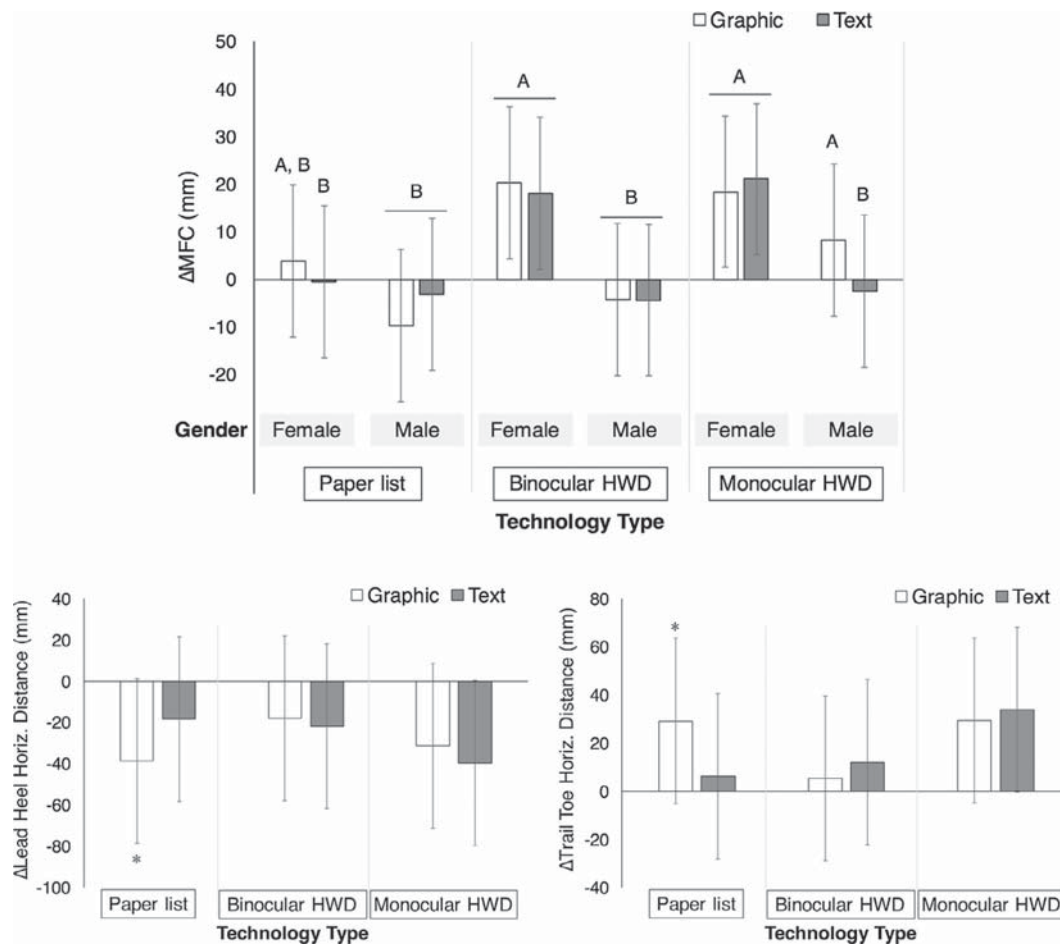 Graphic Text
50
40
30
20
10
0
-10
-20
ΔMFC (mm)
A, B
B
B
A
B
A
A
B
Gender Female Male Female Male Female Male
Paper list Binocular HWD Monocular HWD
Technology Type
Graphic Text
40
20
0
-20
-40
-60
-80
-100
ΔLead Heel Horiz. Distance (mm)
*
Paper list Binocular HWD Monocular HWD
Technology Type
Graphic Text
80
60
40
20
0
-20
-40
ΔTrail Toe Horiz. Distance (mm)
*
Paper list Binocular HWD Monocular HWD
Technology Type